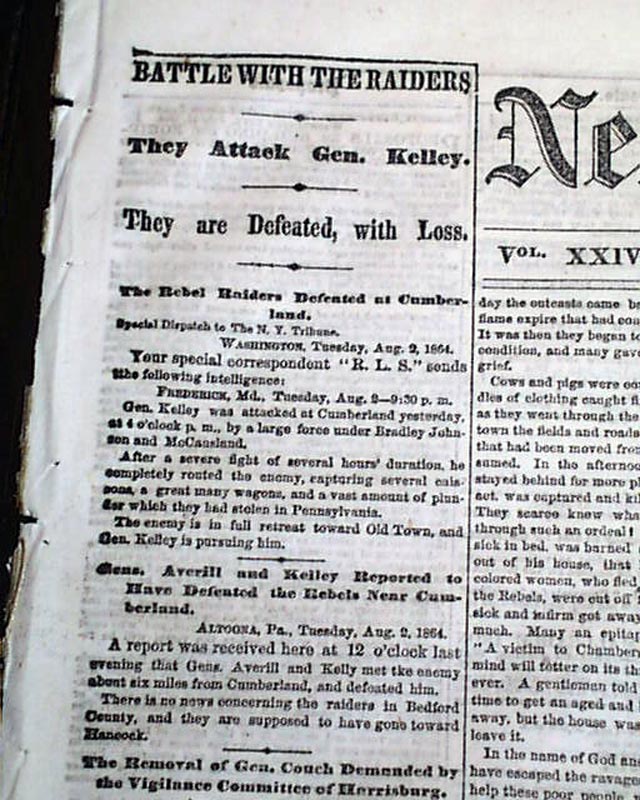 BATTLE WITH THE RAIDERS
They Attack Gen. Kelley.
They are Defeated, with Loss.
The Rebel Raiders Defeated at Cumber-
land.
Special Dispatch to The N. Y. Tribune.
WASHINGTON, Tuesday, Aug. 2, 1864.
Your special correspondent "R. L. S." sends
the following intelligence:
FREDERICK, Md., Tuesday, Aug. 2—9:30 p. m.
Gen. Kelley was attacked at Cumberland yesterday,
at 4 o'clock p. m., by a large force under Bradley John-
son and McCausland.
After a severe fight of several hours' duration, he
completely routed the enemy, capturing several cais-
sons, a great many wagons, and a vast amount of plun-
der which they had stolen in Pennsylvania.
The enemy is in full retreat toward Old Town, and
Gen. Kelley is pursuing him.
Gens. Averill and Kelley Reported to
Have Defeated the Rebels Near Cum-
berland.
ALTOONA, Pa., Tuesday, Aug. 2, 1864.
A report was received here at 12 o'clock last
evening that Gens. Averill and Kelly met the enemy
about six miles from Cumberland, and defeated him.
There is no news concerning the raiders in Bedford
County, and they are supposed to have gone toward
Hancock.
The Removal of Gen. Couch Demanded by
the Vigilance Committee of Harrisburg.
Ne
VOL. XXIV
day the outcasts came
flame expire that had
It was then they began to
condition, and many gave
grief.
Cows and pigs were
dles of clothing caught
as they went through the
town the fields and roads
that had been moved from
sumed. In the afternoon
stayed behind for more
act, was captured and
They scarce knew
through such an ordeal!
sick in bed, was burned
out of his house, that
colored women, who fled
the Rebels, were cut off
sick and infirm got away
much. Many an epitaph
"A victim to
mind will totter on its
ever. A gentleman told
time to get an aged and
away, but the house was
leave it.
In the name of God and
have escaped the ravages
help these poor people